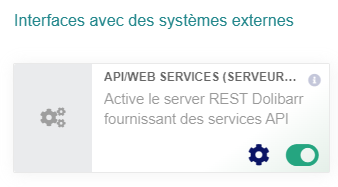 Interfaces avec des systèmes externes
API/WEB SERVICES (SERVEUR...
Active le server REST Dolibarr
fournissant des services API